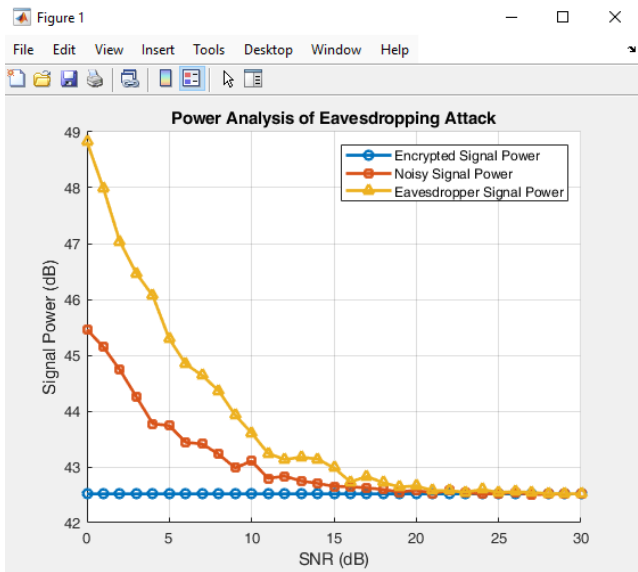 Figure 1
File Edit View Insert Tools Desktop Window Help
Power Analysis of Eavesdropping Attack
Encrypted Signal Power
Noisy Signal Power
Eavesdropper Signal Power
Signal Power (dB)
49
48
47
46
45
44
43
42
0 5 10 15 20 25 30
SNR (dB)